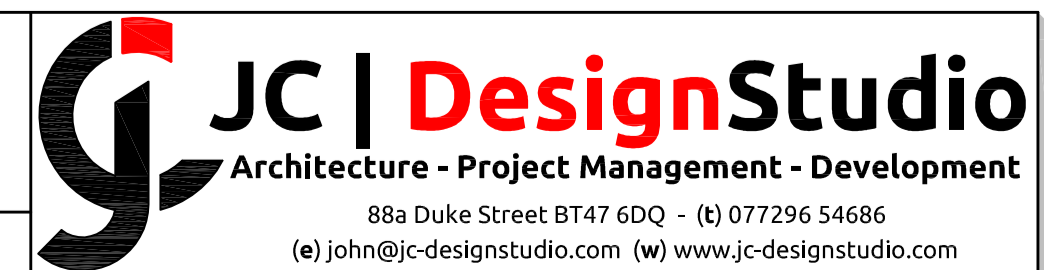 JC | DesignStudio
Architecture - Project Management - Development
88a Duke Street BT47 6DQ - (t) 077296 54686
(e) john@jc-designstudio.com (w) www.jc-designstudio.com